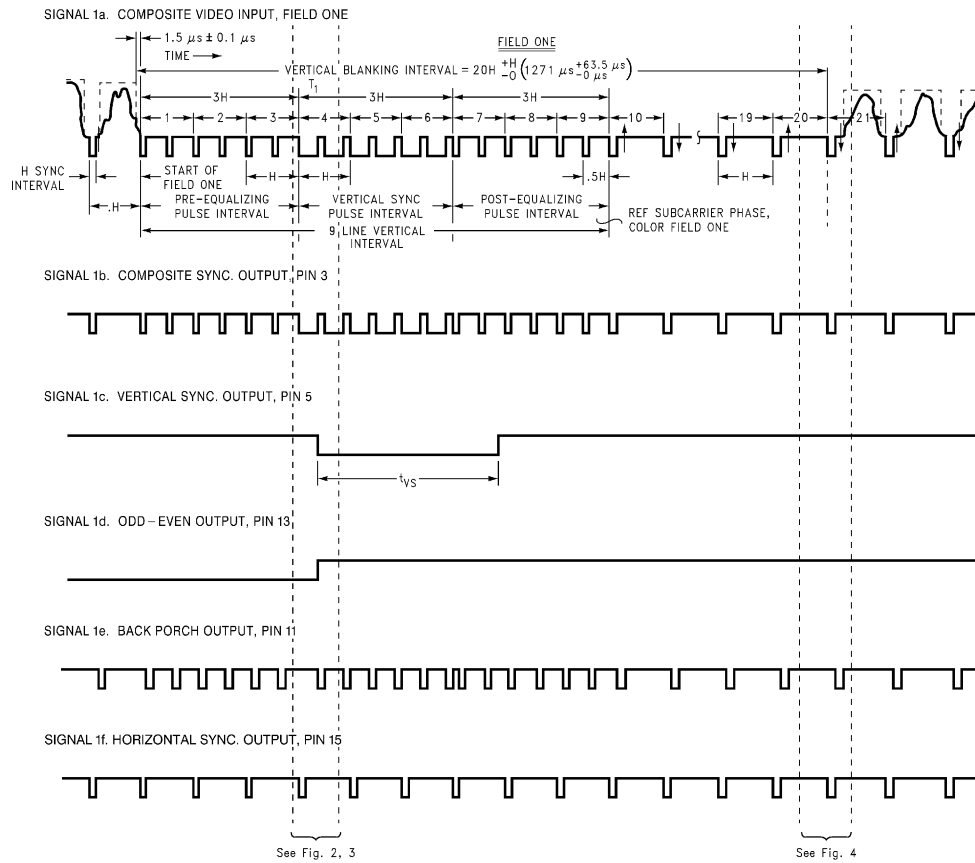 SIGNAL 1a. COMPOSITE VIDEO INPUT, FIELD ONE
1.5 µs ± 0.1 µs
TIME
FIELD ONE
VERTICAL BLANKING INTERVAL = 20H +H -0 (1271 µs +63.5 µs -0 µs)
T1
3H 3H 3H
1 2 3 4 5 6 7 8 9 10 19 20 21
H SYNC INTERVAL
START OF FIELD ONE
H H .5H H
.H
PRE-EQUALIZING PULSE INTERVAL
VERTICAL SYNC PULSE INTERVAL
POST-EQUALIZING PULSE INTERVAL
REF SUBCARRIER PHASE, COLOR FIELD ONE
9 LINE VERTICAL INTERVAL
SIGNAL 1b. COMPOSITE SYNC. OUTPUT, PIN 3
SIGNAL 1c. VERTICAL SYNC. OUTPUT, PIN 5
tVS
SIGNAL 1d. ODD–EVEN OUTPUT, PIN 13
SIGNAL 1e. BACK PORCH OUTPUT, PIN 11
SIGNAL 1f. HORIZONTAL SYNC. OUTPUT, PIN 15
See Fig. 2, 3
See Fig. 4